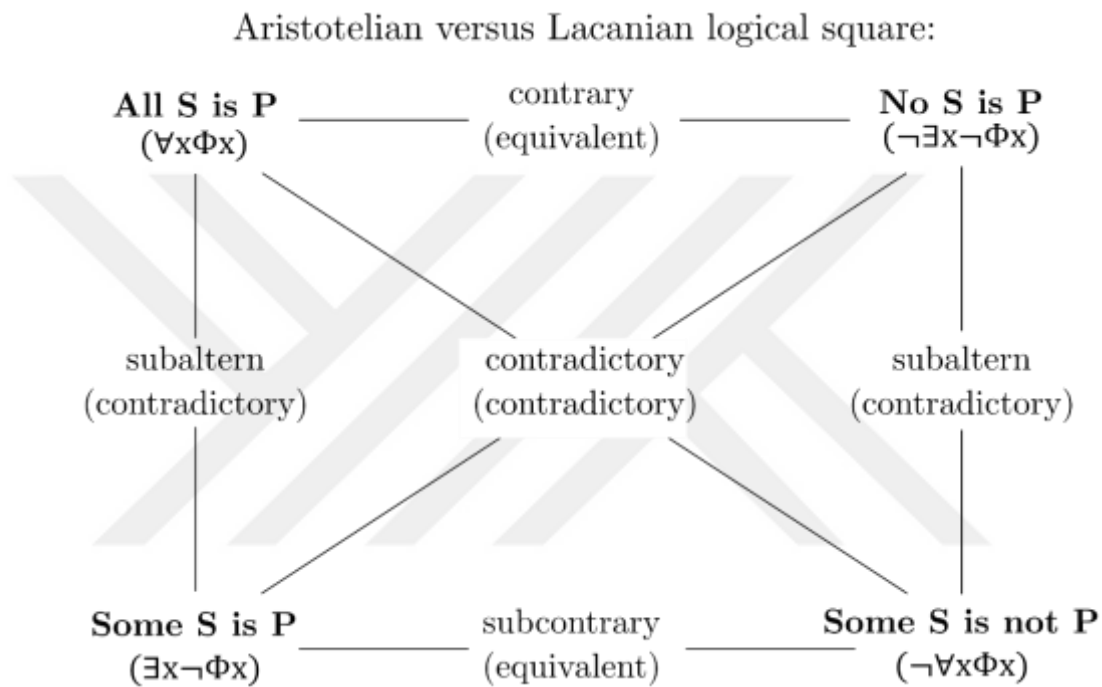 Aristotelian versus Lacanian logical square:
All S is P
(∀xΦx)
contrary
(equivalent)
No S is P
(¬∃x¬Φx)
subaltern
(contradictory)
contradictory
(contradictory)
subaltern
(contradictory)
Some S is P
(∃x¬Φx)
subcontrary
(equivalent)
Some S is not P
(¬∀xΦx)